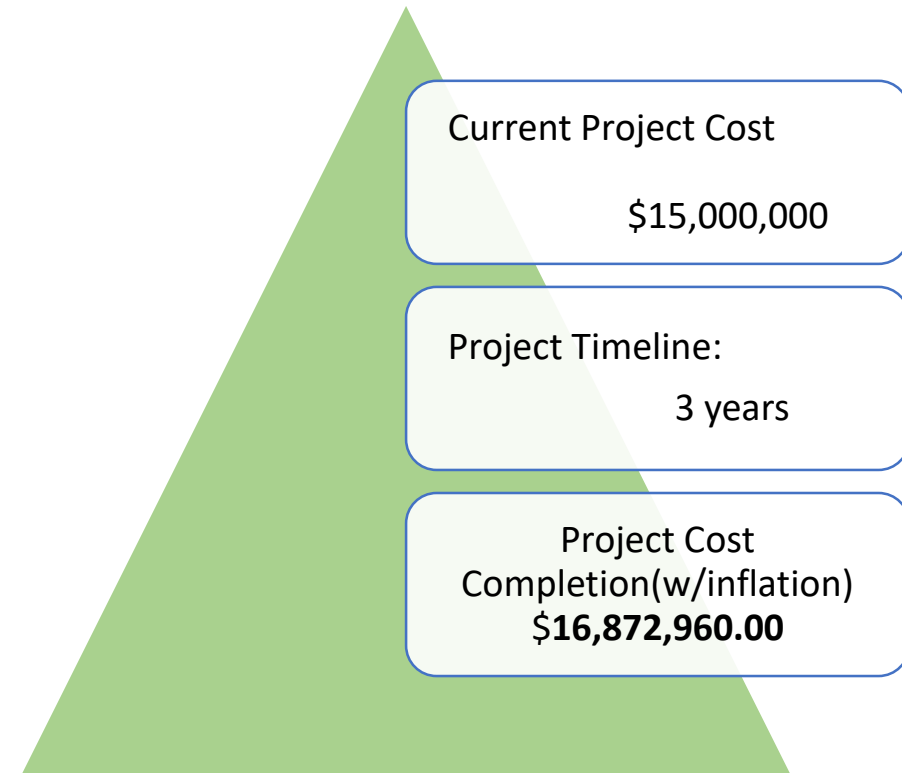 Current Project Cost
$15,000,000
Project Timeline:
3 years
Project Cost
Completion(w/inflation)
$16,872,960.00